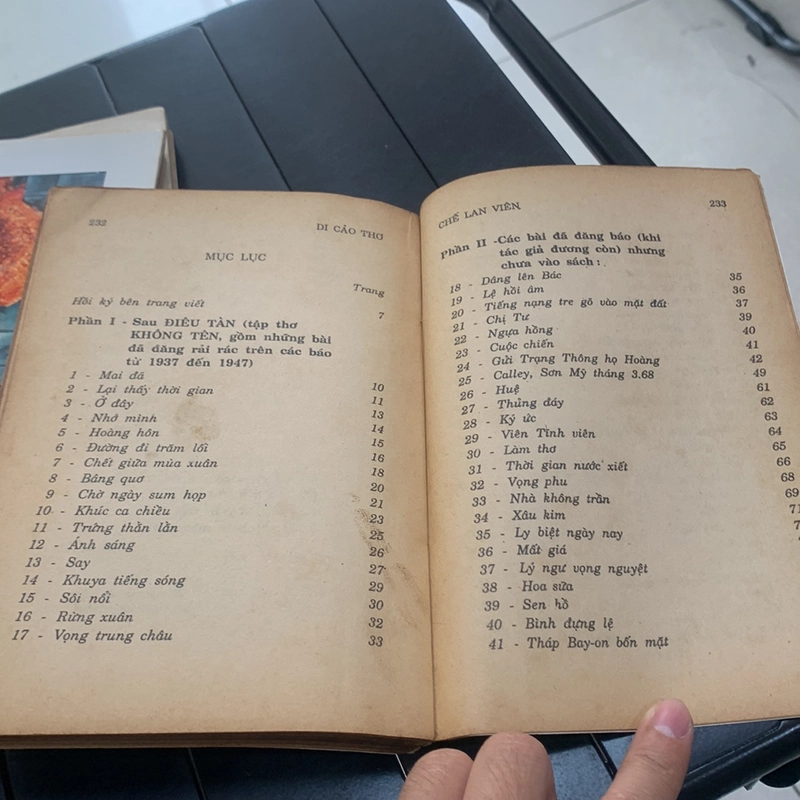 232
DI CẢO THƠ
MỤC LỤC
Trang
Hồi ký bên trang viết 7
Phần I - Sau ĐIÊU TÀN (tập thơ
KHÔNG TÊN, gồm những bài
đã đăng rải rác trên các báo
từ 1937 đến 1947)
1 - Mai đã 10
2 - Lại thấy thời gian 11
3 - Ở đây 13
4 - Nhớ mình 14
5 - Hoàng hôn 15
6 - Đường đi trăm lối 16
7 - Chết giữa mùa xuân 18
8 - Bâng quơ 20
9 - Chờ ngày sum họp 21
10 - Khúc ca chiều 23
11 - Trứng thằn lằn 25
12 - Ánh sáng 26
13 - Say 27
14 - Khuya tiếng sóng 29
15 - Sôi nổi 30
16 - Rừng xuân 32
17 - Vọng trung châu 33
CHẾ LAN VIÊN
233
Phần II -Các bài đã đăng báo (khi
tác giả đương còn) nhưng
chưa vào sách :
18 - Dâng lên Bác 35
19 - Lệ hồi âm 36
20 - Tiếng nạng tre gõ vào mặt đất 37
21 - Chị Tư 39
22 - Ngựa hồng 40
23 - Cuộc chiến 41
24 - Gửi Trạng Thông họ Hoàng 42
25 - Calley, Sơn Mỹ tháng 3.68 49
26 - Huệ 61
27 - Thủng đáy 62
28 - Ký ức 63
29 - Viên Tĩnh viên 64
30 - Làm thơ 65
31 - Thời gian nước xiết 66
32 - Vọng phu 68
33 - Nhà không trần 69
34 - Xâu kim 71
35 - Ly biệt ngày nay
36 - Mất giá
37 - Lý ngư vọng nguyệt
38 - Hoa sữa
39 - Sen hồ
40 - Bình đựng lệ
41 - Tháp Bay-on bốn mặt